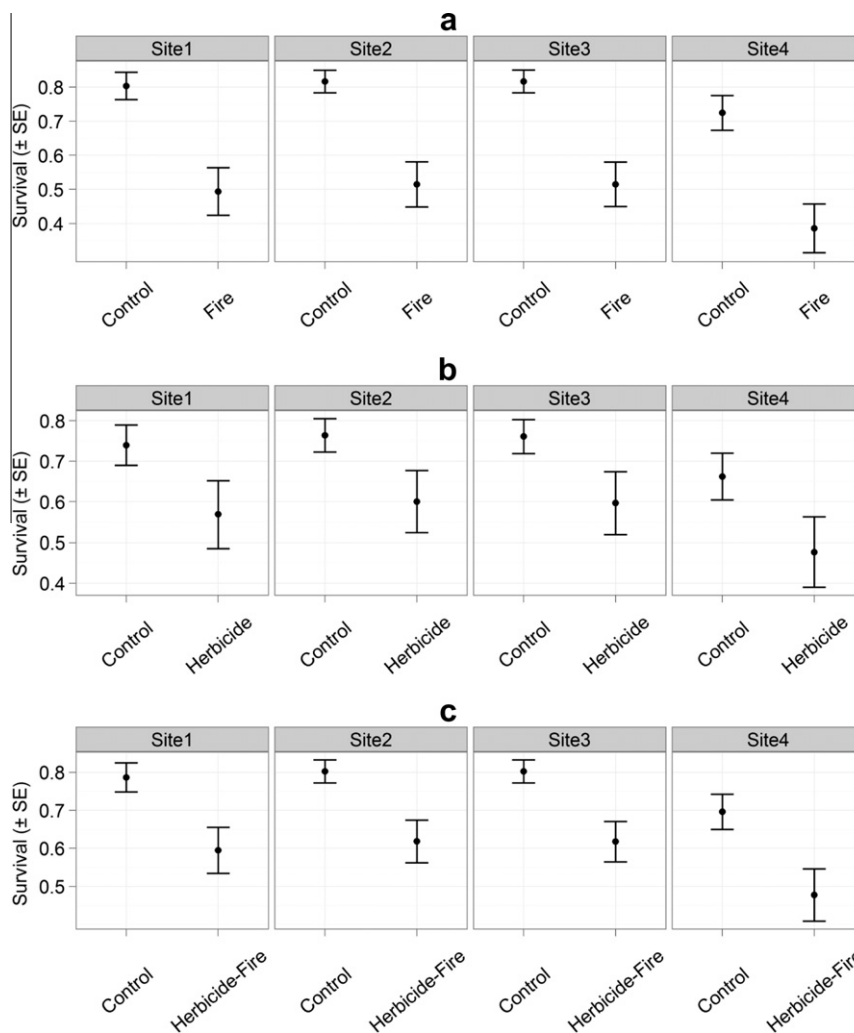 a
Site1 Site2 Site3 Site4
Survival (± SE)
0.8
0.7
0.6
0.5
0.4
Control Fire Control Fire Control Fire Control Fire
b
Site1 Site2 Site3 Site4
Survival (± SE)
0.8
0.7
0.6
0.5
0.4
Control Herbicide Control Herbicide Control Herbicide Control Herbicide
c
Site1 Site2 Site3 Site4
Survival (± SE)
0.8
0.7
0.6
0.5
Control Herbicide-Fire Control Herbicide-Fire Control Herbicide-Fire Control Herbicide-Fire